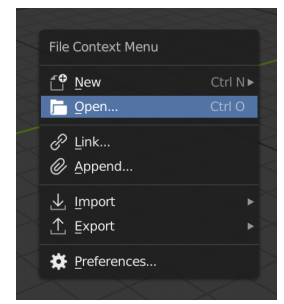 File Context Menu
New Ctrl N
Open... Ctrl O
Link...
Append...
Import
Export
Preferences...